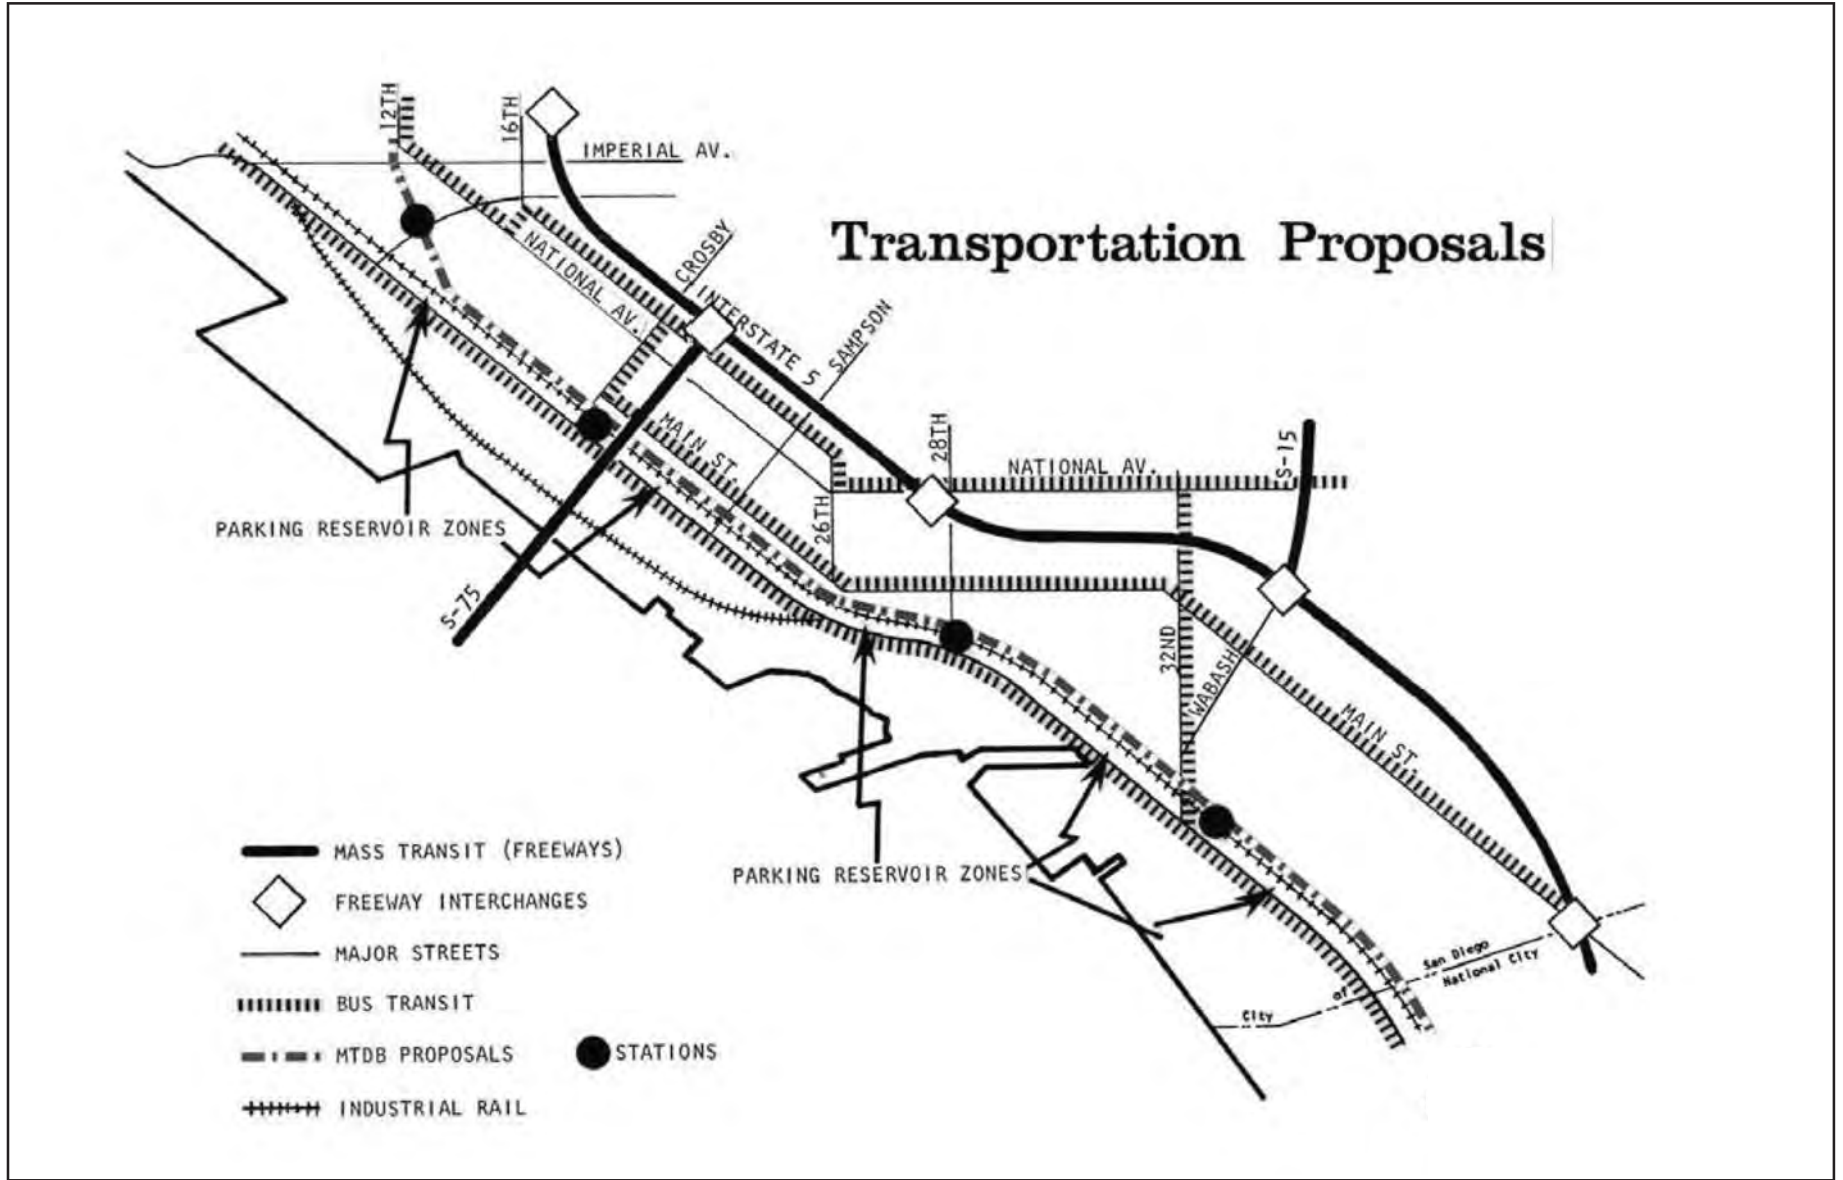 12TH
16TH
IMPERIAL AV.
Transportation Proposals
CROSBY
NATIONAL AV.
INTERSTATE 5
SAMPSON
MAIN ST
28TH
NATIONAL AV.
S-15
26TH
PARKING RESERVOIR ZONES
S-75
32ND
WABASH
MAIN ST.
PARKING RESERVOIR ZONES
San Diego
National City
City of
MASS TRANSIT (FREEWAYS)
FREEWAY INTERCHANGES
MAJOR STREETS
BUS TRANSIT
MTDB PROPOSALS
STATIONS
INDUSTRIAL RAIL